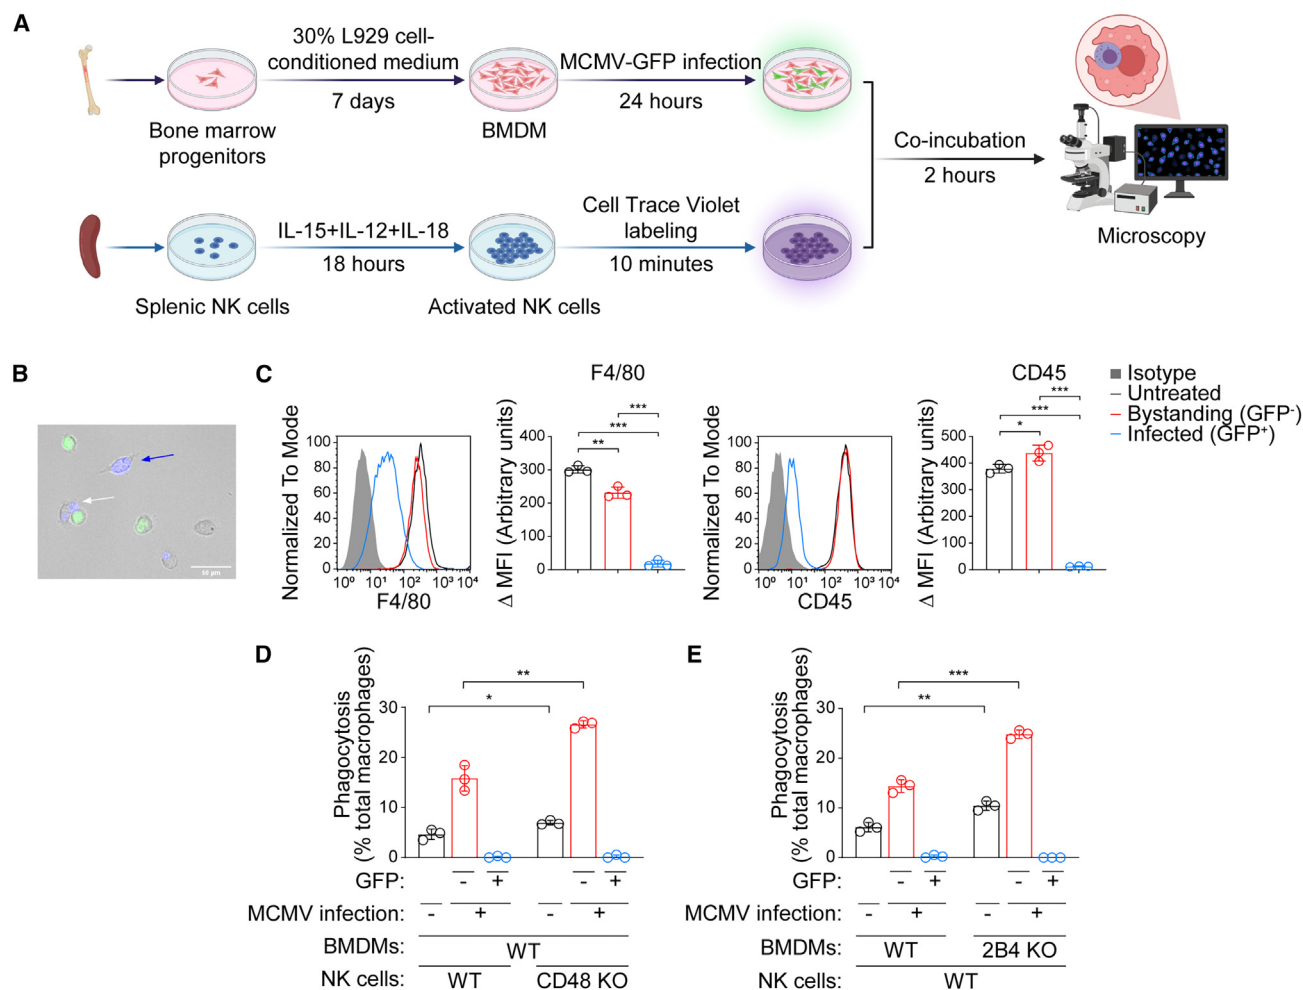 A
30% L929 cell-
conditioned medium
7 days
MCMV-GFP infection
24 hours
Bone marrow
progenitors
BMDM
Co-incubation
2 hours
Microscopy
IL-15+IL-12+IL-18
18 hours
Cell Trace Violet
labeling
10 minutes
Splenic NK cells
Activated NK cells
B
50 μm
C
Normalized To Mode
100
80
60
40
20
0
10⁰ 10¹ 10² 10³ 10⁴
F4/80
F4/80
Δ MFI (Arbitrary units)
400
300
200
100
0
***
***
**
Normalized To Mode
100
80
60
40
20
0
10⁰ 10¹ 10² 10³ 10⁴
CD45
CD45
Δ MFI (Arbitrary units)
500
400
300
200
100
0
***
***
*
Isotype
Untreated
Bystanding (GFP⁻)
Infected (GFP⁺)
D
Phagocytosis
(% total macrophages)
30
20
10
0
**
*
GFP: - + - +
MCMV infection: - + - +
BMDMs: WT
NK cells: WT CD48 KO
E
Phagocytosis
(% total macrophages)
30
20
10
0
***
**
GFP: - + - +
MCMV infection: - + - +
BMDMs: WT 2B4 KO
NK cells: WT